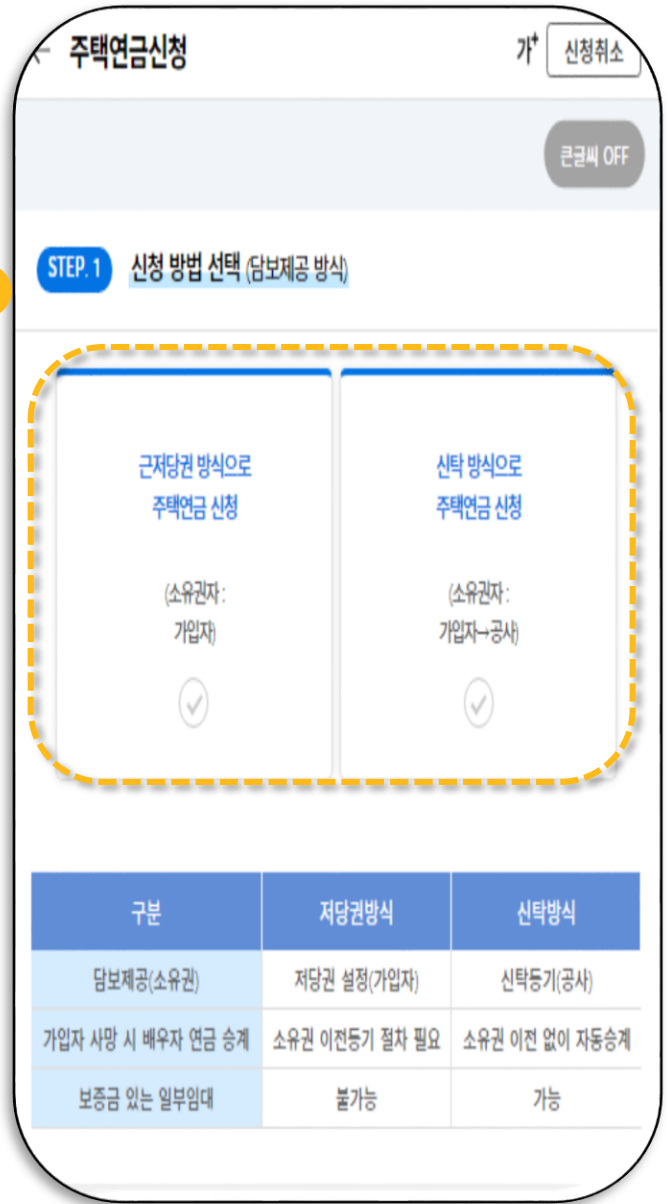 ← 주택연금신청 가+ 신청취소
큰글씨 OFF
STEP. 1 신청 방법 선택 (담보제공 방식)
근저당권 방식으로
주택연금 신청
(소유권자 :
가입자)
신탁 방식으로
주택연금 신청
(소유권자 :
가입자→공사)
구분 저당권방식 신탁방식
담보제공(소유권) 저당권 설정(가입자) 신탁등기(공사)
가입자 사망 시 배우자 연금 승계 소유권 이전등기 절차 필요 소유권 이전 없이 자동승계
보증금 있는 일부임대 불가능 가능